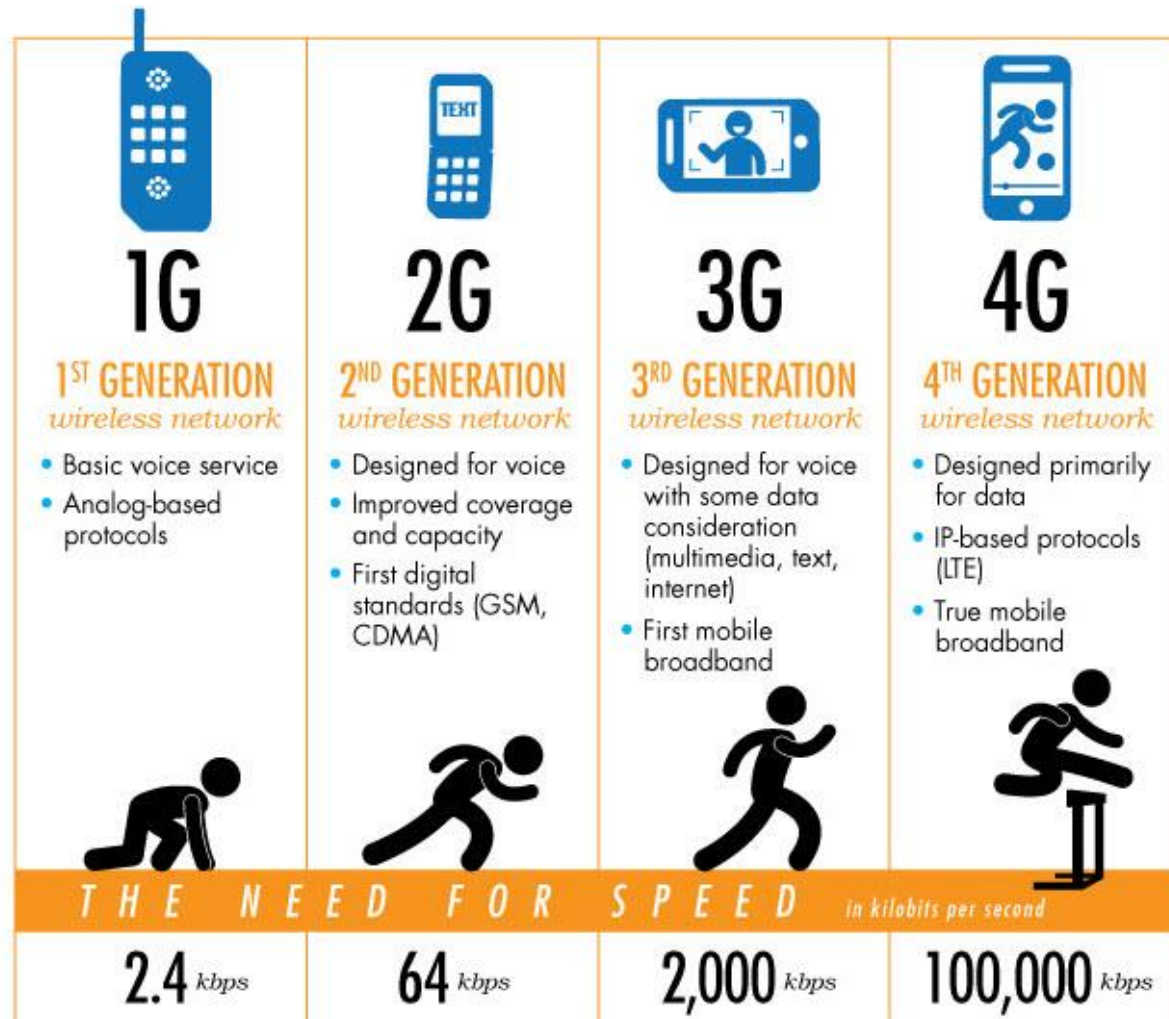 TEXT
1G
1ST GENERATION
wireless network
• Basic voice service
• Analog-based
protocols
2G
2ND GENERATION
wireless network
• Designed for voice
• Improved coverage
and capacity
• First digital
standards (GSM,
CDMA)
3G
3RD GENERATION
wireless network
• Designed for voice
with some data
consideration
(multimedia, text,
internet)
• First mobile
broadband
4G
4TH GENERATION
wireless network
• Designed primarily
for data
• IP-based protocols
(LTE)
• True mobile
broadband
THE NEED FOR SPEED in kilobits per second
2.4 kbps
64 kbps
2,000 kbps
100,000 kbps